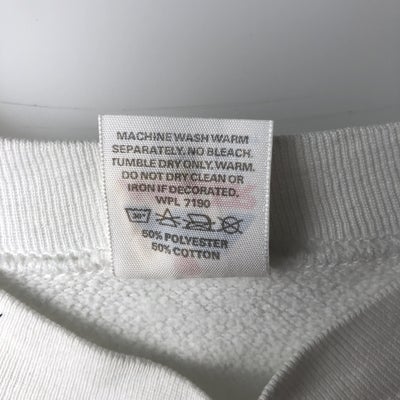 MACHINE WASH WARM
SEPARATELY. NO BLEACH.
TUMBLE DRY ONLY, WARM.
DO NOT DRY CLEAN OR
IRON IF DECORATED.
WPL 7190
50% POLYESTER
50% COTTON